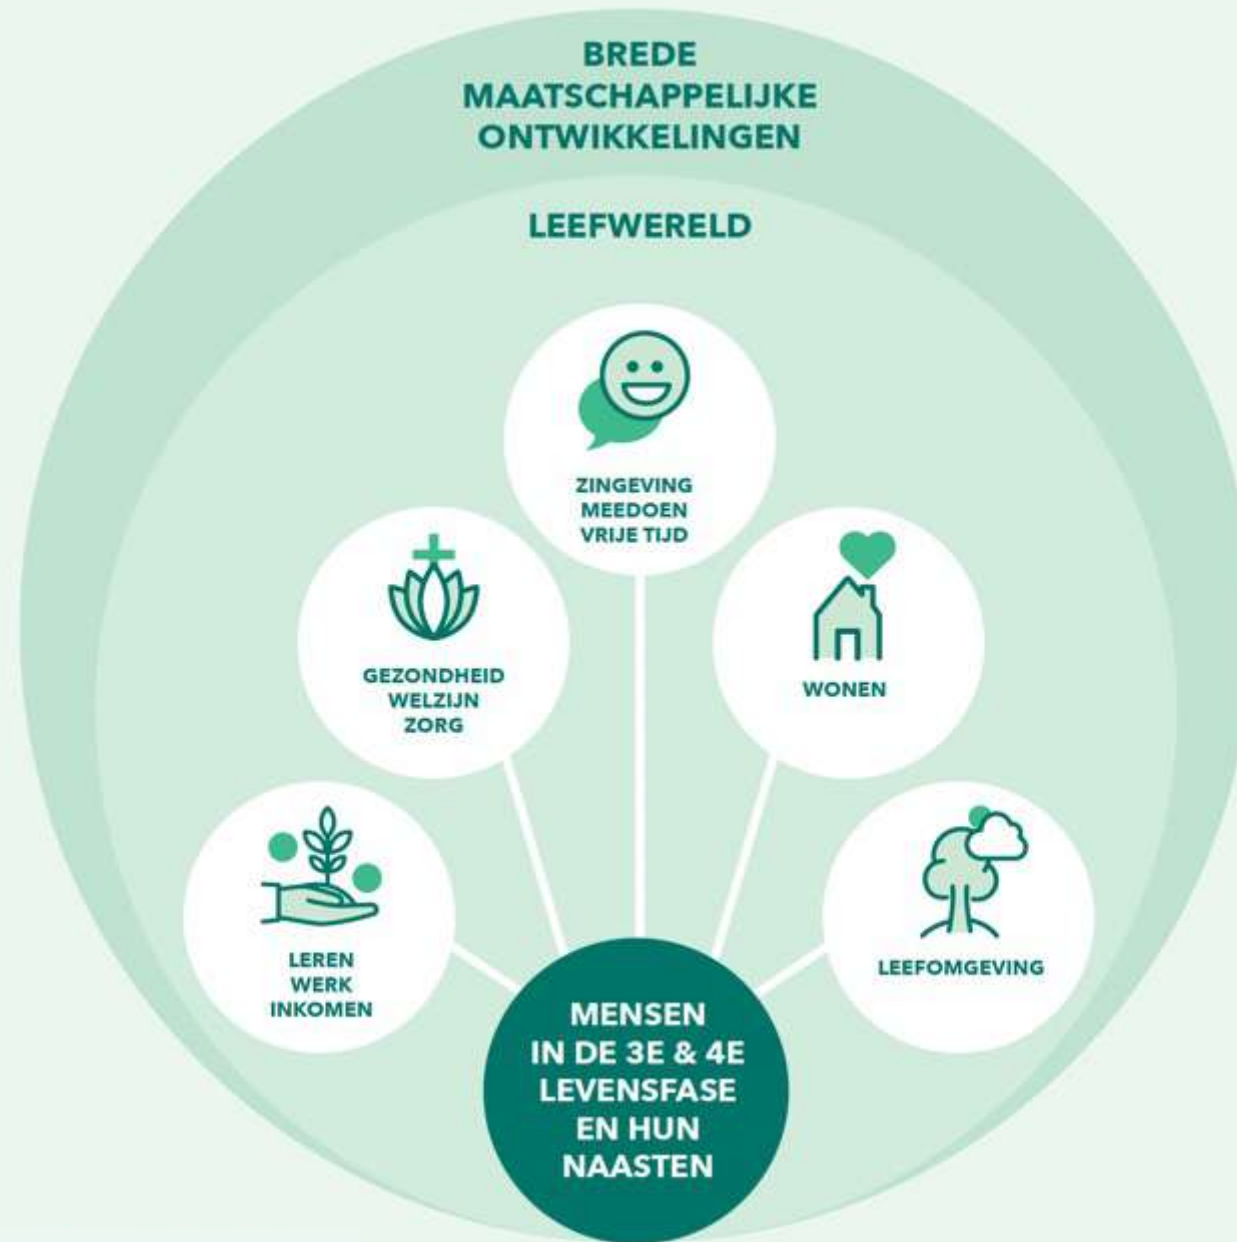 BREDE
MAATSCHAPPELIJKE
ONTWIKKELINGEN
LEEFWERELD
ZINGEVING
MEEDOEN
VRIJE TIJD
GEZONDHEID
WELZIJN
ZORG
WONEN
LEREN
WERK
INKOMEN
LEEFOMGEVING
MENSEN
IN DE 3E & 4E
LEVENSFASE
EN HUN
NAASTEN